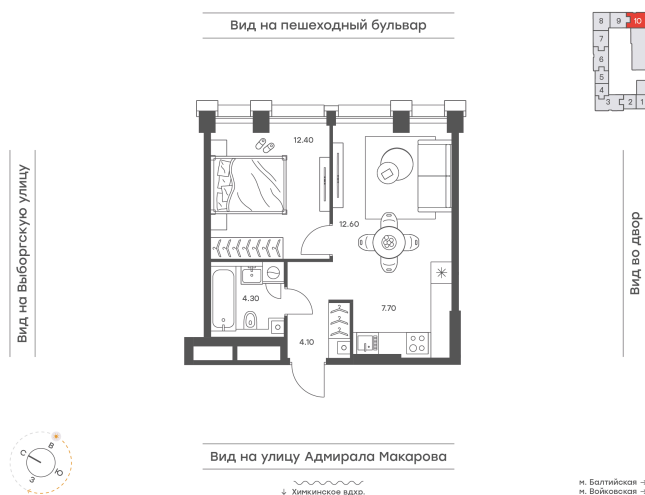 Вид на пешеходный бульвар
8 9 10
7
6
5
4
3 2 1
12.40
12.60
Вид на Выборгскую улицу
Вид во двор
4.30
7.70
4.10
С В Ю З
Вид на улицу Адмирала Макарова
↓ Химкинское вдхр.
м. Балтийская →
м. Войковская →